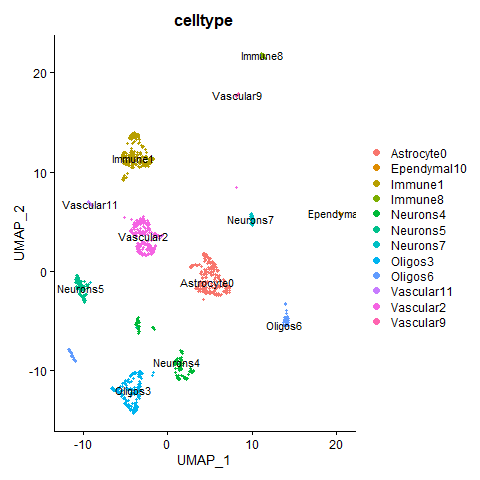 celltype
Immune8
Vascular9
Immune1
Vascular11
Vascular2
Neurons7
Ependyma
Astrocyte0
Neurons5
Oligos6
Neurons4
Oligos3
UMAP_2
20
10
0
-10
-10
0
10
20
UMAP_1
Astrocyte0
Ependymal10
Immune1
Immune8
Neurons4
Neurons5
Neurons7
Oligos3
Oligos6
Vascular11
Vascular2
Vascular9